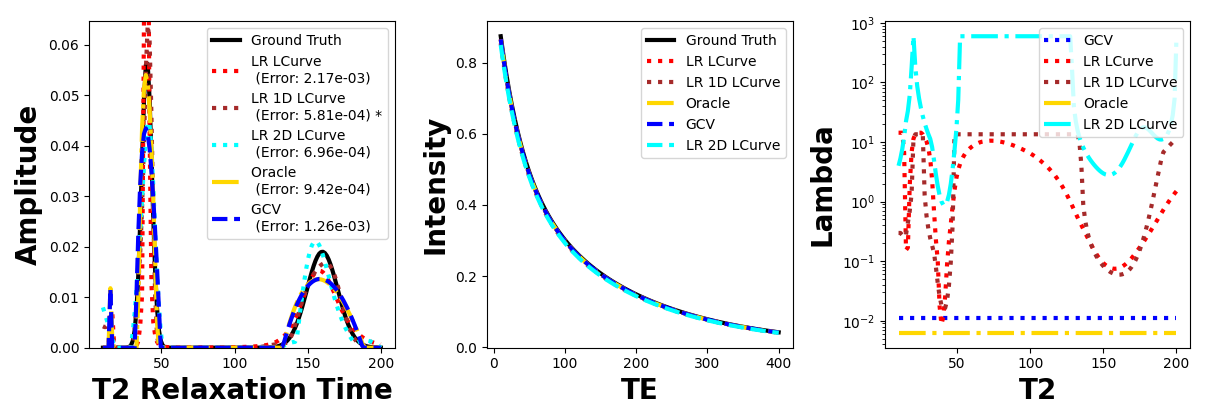 Amplitude
0.06
0.05
0.04
0.03
0.02
0.01
0.00
50
100
150
200
T2 Relaxation Time
Ground Truth
LR LCurve
(Error: 2.17e-03)
LR 1D LCurve
(Error: 5.81e-04) *
LR 2D LCurve
(Error: 6.96e-04)
Oracle
(Error: 9.42e-04)
GCV
(Error: 1.26e-03)
Intensity
0.8
0.6
0.4
0.2
0.0
0
100
200
300
400
TE
Ground Truth
LR LCurve
LR 1D LCurve
Oracle
GCV
LR 2D LCurve
Lambda
10³
10²
10¹
10⁰
10⁻¹
10⁻²
50
100
150
200
T2
GCV
LR LCurve
LR 1D LCurve
Oracle
LR 2D LCurve